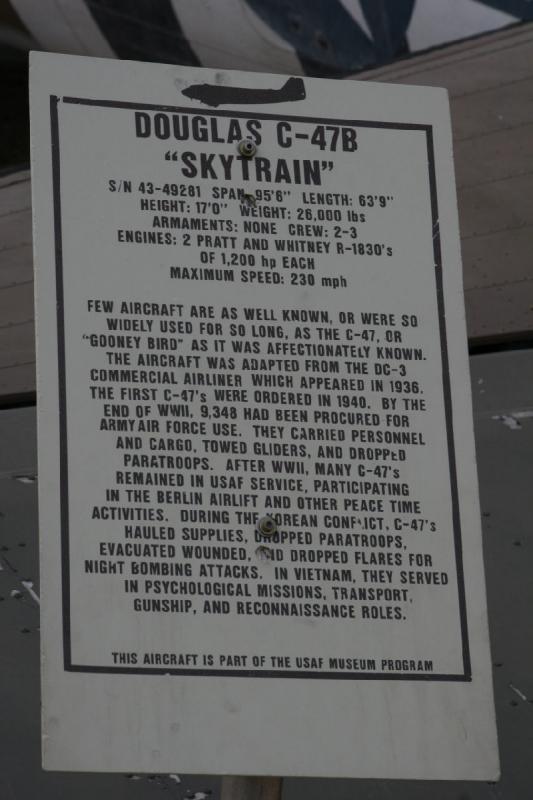 DOUGLAS C-47B
"SKYTRAIN"
S/N 43-49281 SPAN 95'6" LENGTH: 63'9"
HEIGHT: 17'0" WEIGHT: 26,000 lbs
ARMAMENTS: NONE CREW: 2-3
ENGINES: 2 PRATT AND WHITNEY R-1830's
OF 1,200 hp EACH
MAXIMUM SPEED: 230 mph
FEW AIRCRAFT ARE AS WELL KNOWN, OR WERE SO
WIDELY USED FOR SO LONG, AS THE C-47, OR
"GOONEY BIRD" AS IT WAS AFFECTIONATELY KNOWN.
THE AIRCRAFT WAS ADAPTED FROM THE DC-3
COMMERCIAL AIRLINER WHICH APPEARED IN 1936.
THE FIRST C-47's WERE ORDERED IN 1940. BY THE
END OF WWII, 9,348 HAD BEEN PROCURED FOR
ARMY AIR FORCE USE. THEY CARRIED PERSONNEL
AND CARGO, TOWED GLIDERS, AND DROPPED
PARATROOPS. AFTER WWII, MANY C-47's
REMAINED IN USAF SERVICE, PARTICIPATING
IN THE BERLIN AIRLIFT AND OTHER PEACE TIME
ACTIVITIES. DURING THE KOREAN CONFLICT, C-47's
HAULED SUPPLIES, DROPPED PARATROOPS,
EVACUATED WOUNDED, AND DROPPED FLARES FOR
NIGHT BOMBING ATTACKS. IN VIETNAM, THEY SERVED
IN PSYCHOLOGICAL MISSIONS, TRANSPORT,
GUNSHIP, AND RECONNAISSANCE ROLES.
THIS AIRCRAFT IS PART OF THE USAF MUSEUM PROGRAM